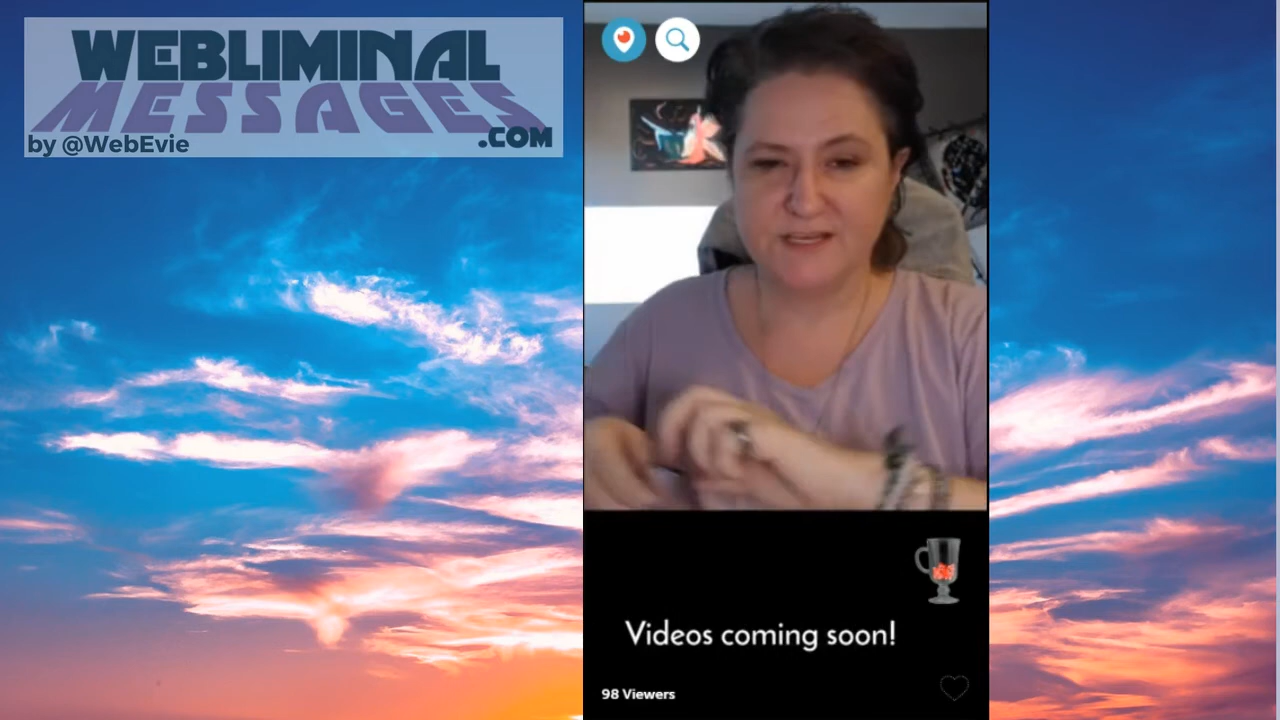 WEBLIMINAL
MESSAGES
.COM
by @WebEvie
Videos coming soon!
98 Viewers